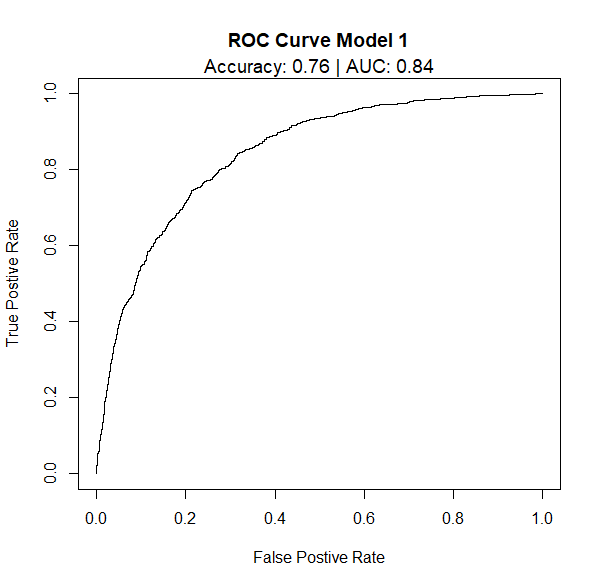 ROC Curve Model 1
Accuracy: 0.76 | AUC: 0.84
1.0
0.8
0.6
0.4
0.2
0.0
True Postive Rate
0.0 0.2 0.4 0.6 0.8 1.0
False Postive Rate